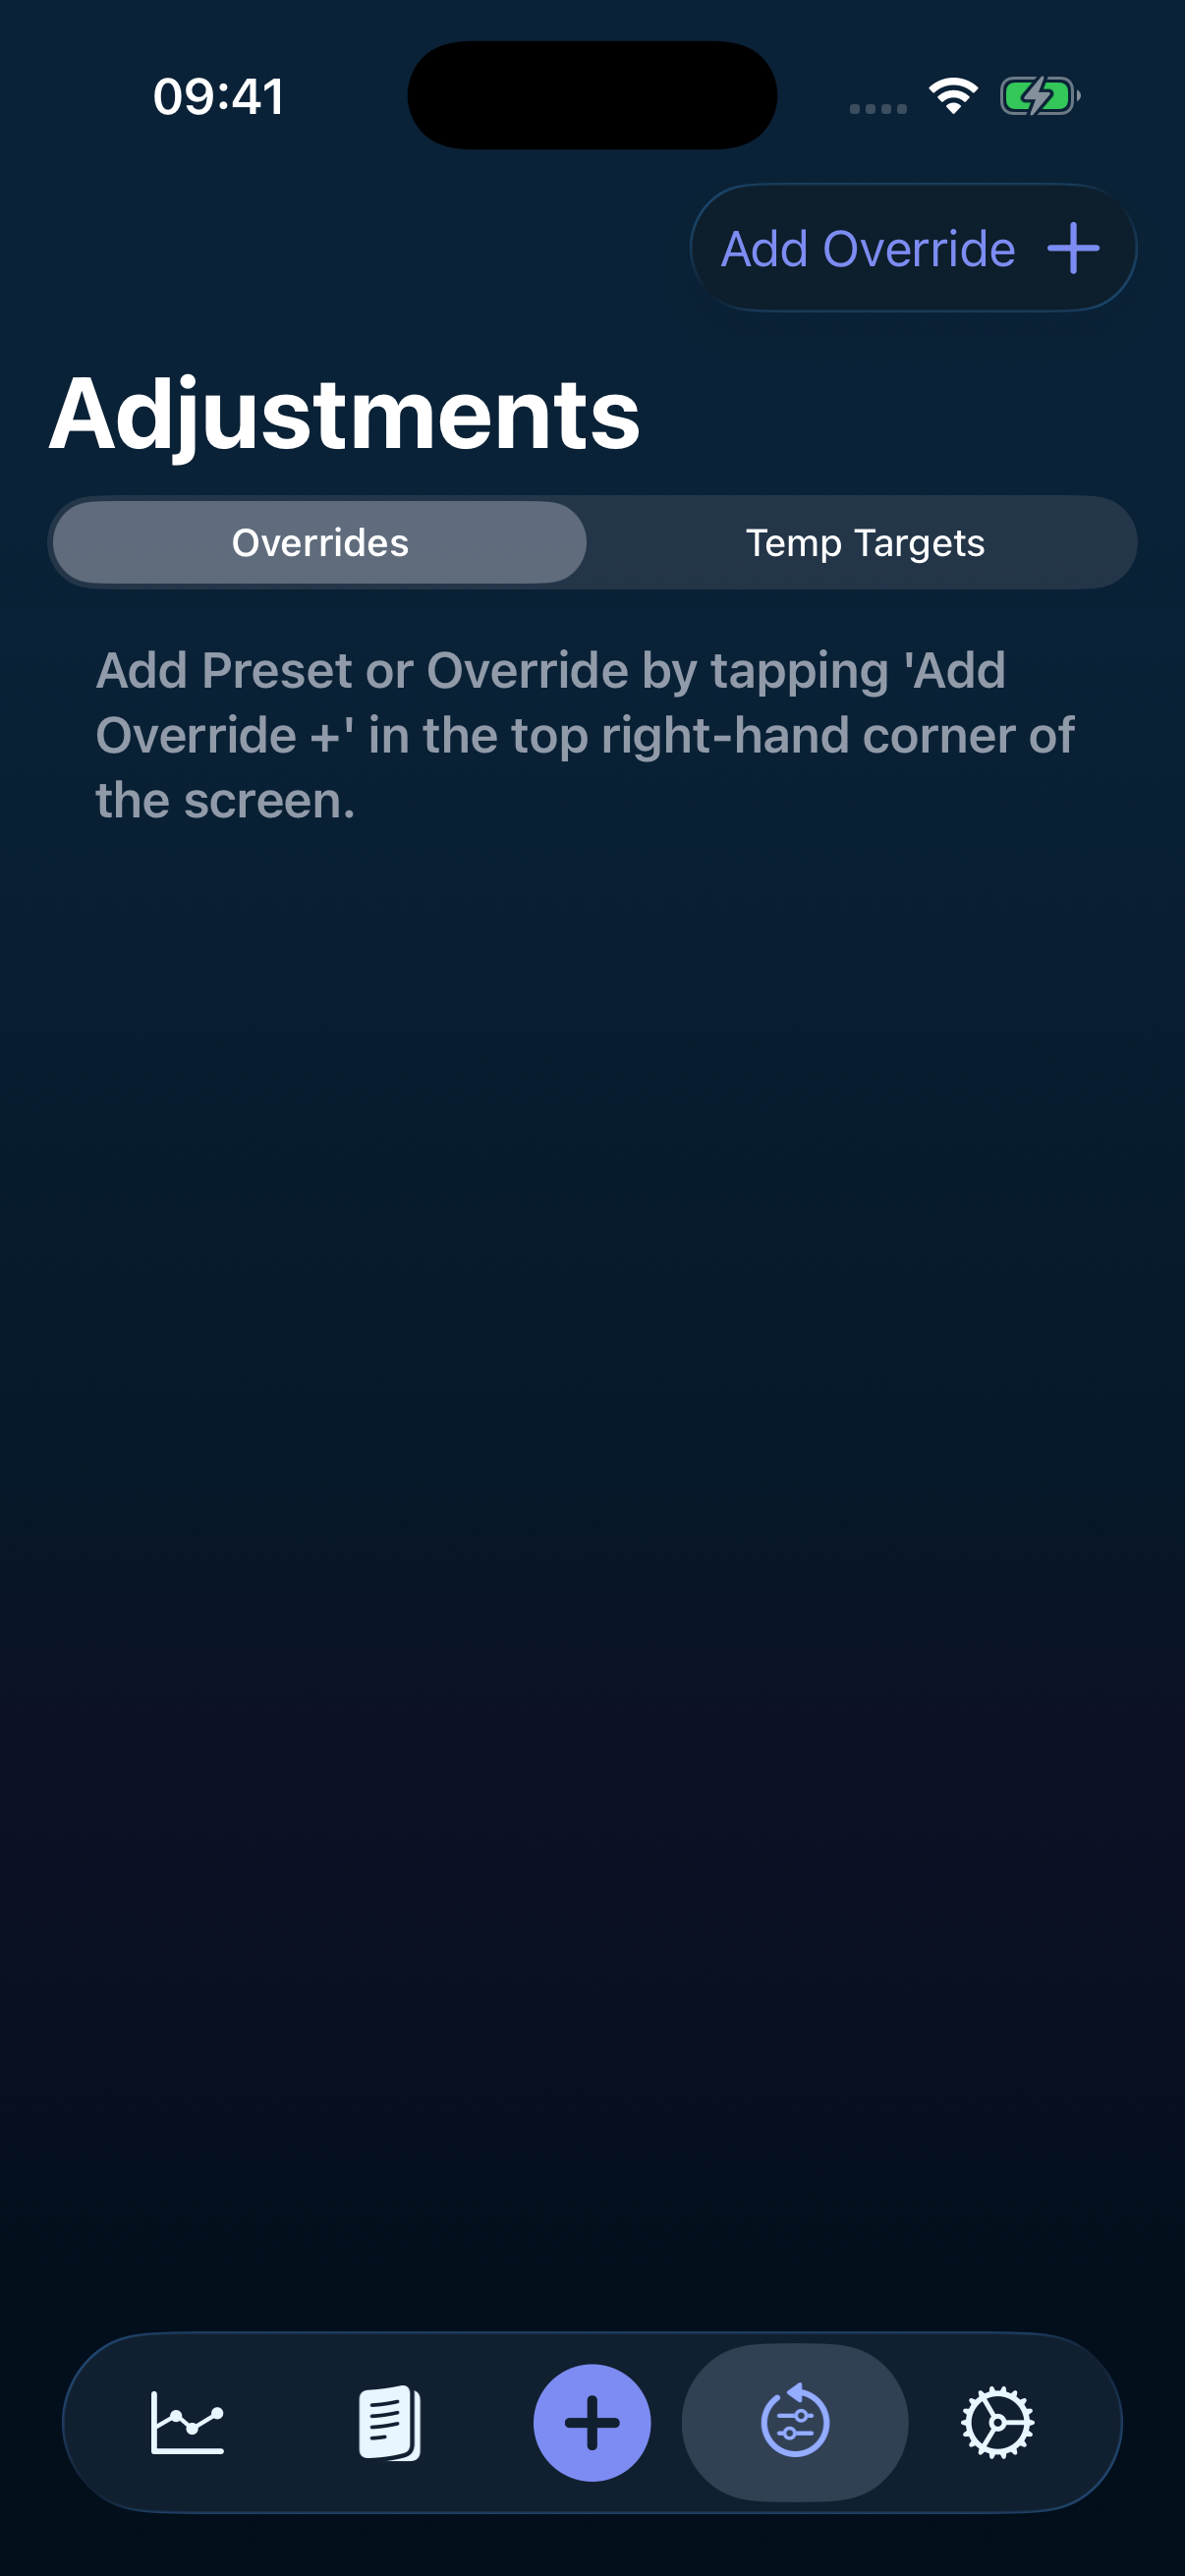 09:41
Add Override +
Adjustments
Overrides
Temp Targets
Add Preset or Override by tapping 'Add
Override +' in the top right-hand corner of
the screen.